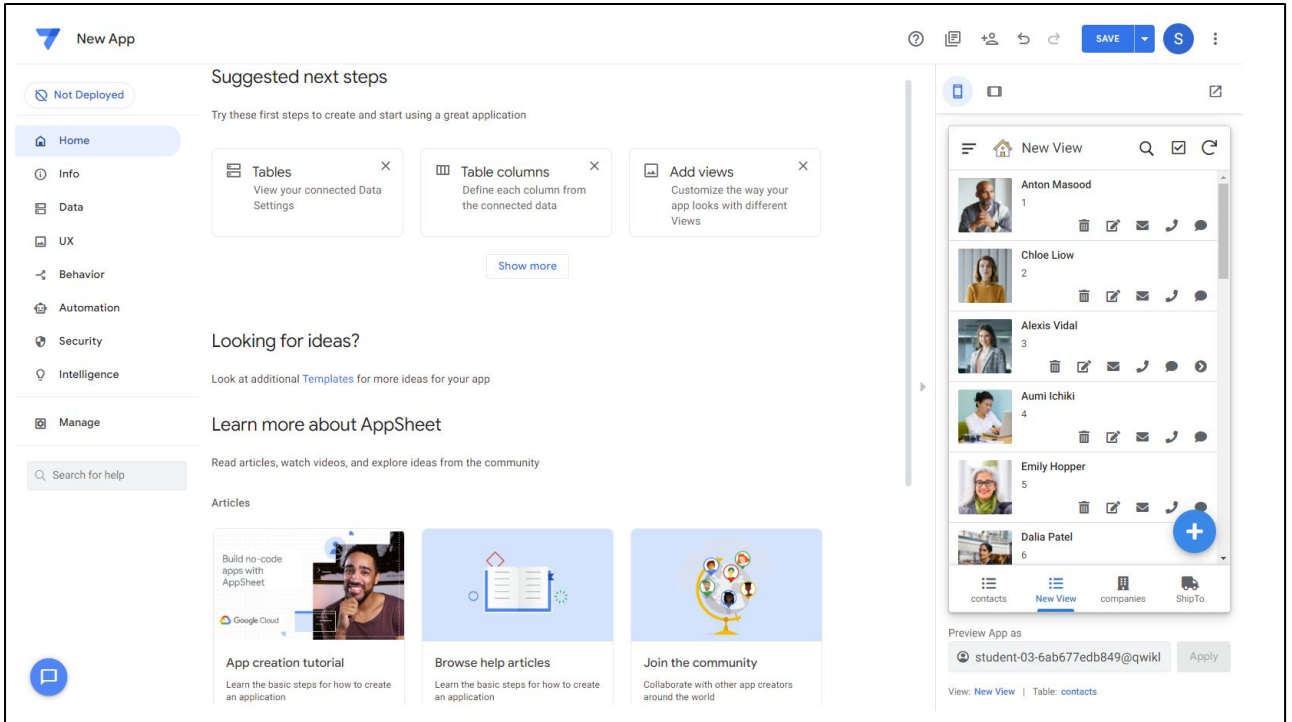 New App
SAVE
S
Not Deployed
Home
Info
Data
UX
Behavior
Automation
Security
Intelligence
Manage
Search for help
Suggested next steps
Try these first steps to create and start using a great application
Tables
View your connected Data
Settings
Table columns
Define each column from
the connected data
Add views
Customize the way your
app looks with different
Views
Show more
Looking for ideas?
Look at additional Templates for more ideas for your app
Learn more about AppSheet
Read articles, watch videos, and explore ideas from the community
Articles
Build no-code
apps with
AppSheet
Google Cloud
App creation tutorial
Learn the basic steps for how to create
an application
Browse help articles
Learn the basic steps for how to create
an application
Join the community
Collaborate with other app creators
around the world
New View
Anton Masood
1
Chloe Liow
2
Alexis Vidal
3
Aumi Ichiki
4
Emily Hopper
5
Dalia Patel
6
contacts
New View
companies
ShipTo
Preview App as
student-03-6ab677edb849@qwikl
Apply
View: New View | Table: contacts